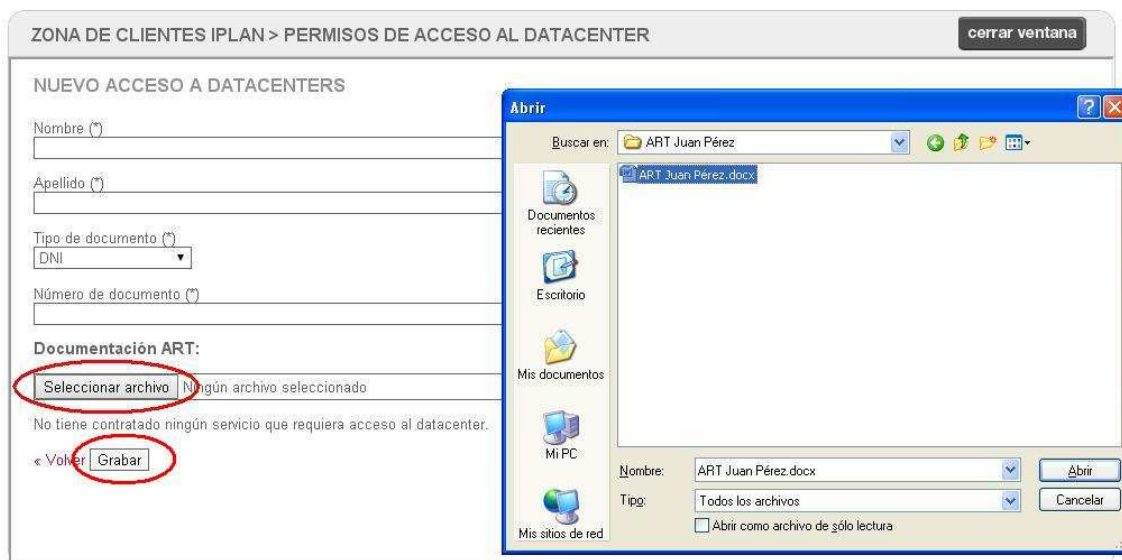 ZONA DE CLIENTES IPLAN > PERMISOS DE ACCESO AL DATACENTER
cerrar ventana
NUEVO ACCESO A DATACENTERS
Nombre (*)
Apellido (*)
Tipo de documento (*)
DNI
Número de documento (*)
Documentación ART:
Seleccionar archivo Ningún archivo seleccionado
No tiene contratado ningún servicio que requiera acceso al datacenter.
« Volver Grabar
Abrir
Buscar en: ART Juan Pérez
ART Juan Pérez.docx
Documentos
recientes
Escritorio
Mis documentos
Mi PC
Mis sitios de red
Nombre: ART Juan Pérez.docx Abrir
Tipo: Todos los archivos Cancelar
Abrir como archivo de sólo lectura